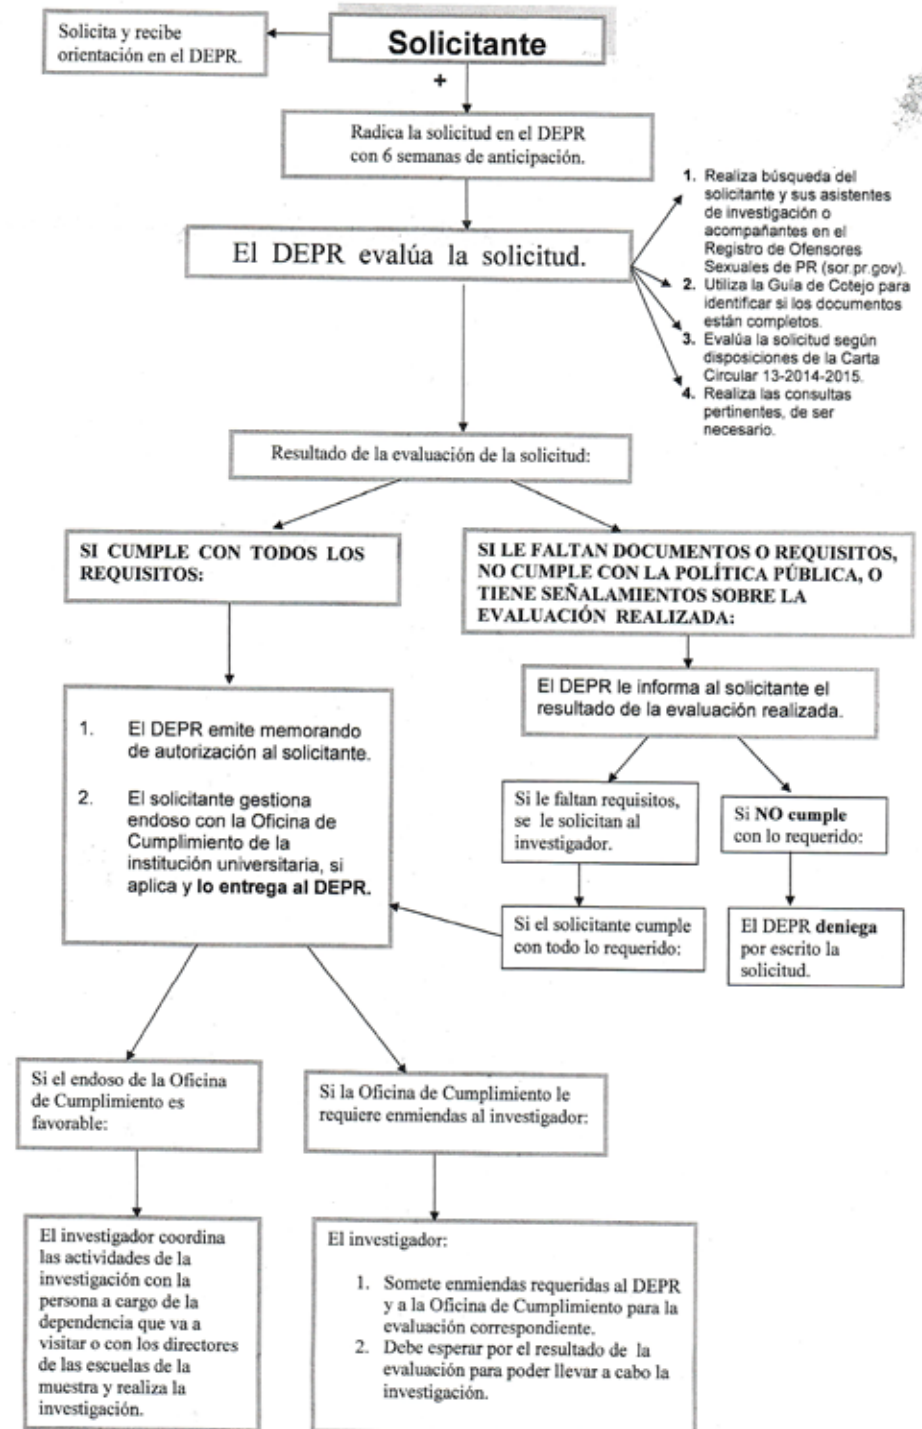 Solicita y recibe
orientación en el DEPR.
Solicitante
+
Radica la solicitud en el DEPR
con 6 semanas de anticipación.
El DEPR evalúa la solicitud.
1. Realiza búsqueda del
solicitante y sus asistentes
de investigación o
acompañantes en el
Registro de Ofensores
Sexuales de PR (sor.pr.gov).
2. Utiliza la Guía de Cotejo para
identificar si los documentos
están completos.
3. Evalúa la solicitud según
disposiciones de la Carta
Circular 13-2014-2015.
4. Realiza las consultas
pertinentes, de ser
necesario.
Resultado de la evaluación de la solicitud:
SI CUMPLE CON TODOS LOS
REQUISITOS:
SI LE FALTAN DOCUMENTOS O REQUISITOS,
NO CUMPLE CON LA POLÍTICA PÚBLICA, O
TIENE SEÑALAMIENTOS SOBRE LA
EVALUACIÓN REALIZADA:
1. El DEPR emite memorando
de autorización al solicitante.
2. El solicitante gestiona
endoso con la Oficina de
Cumplimiento de la
institución universitaria, si
aplica y lo entrega al DEPR.
El DEPR le informa al solicitante el
resultado de la evaluación realizada.
Si le faltan requisitos,
se le solicitan al
investigador.
Si NO cumple
con lo requerido:
Si el solicitante cumple
con todo lo requerido:
El DEPR deniega
por escrito la
solicitud.
Si el endoso de la Oficina
de Cumplimiento es
favorable:
Si la Oficina de Cumplimiento le
requiere enmiendas al investigador:
El investigador coordina
las actividades de la
investigación con la
persona a cargo de la
dependencia que va a
visitar o con los directores
de las escuelas de la
muestra y realiza la
investigación.
El investigador:
1. Somete enmiendas requeridas al DEPR
y a la Oficina de Cumplimiento para la
evaluación correspondiente.
2. Debe esperar por el resultado de la
evaluación para poder llevar a cabo la
investigación.